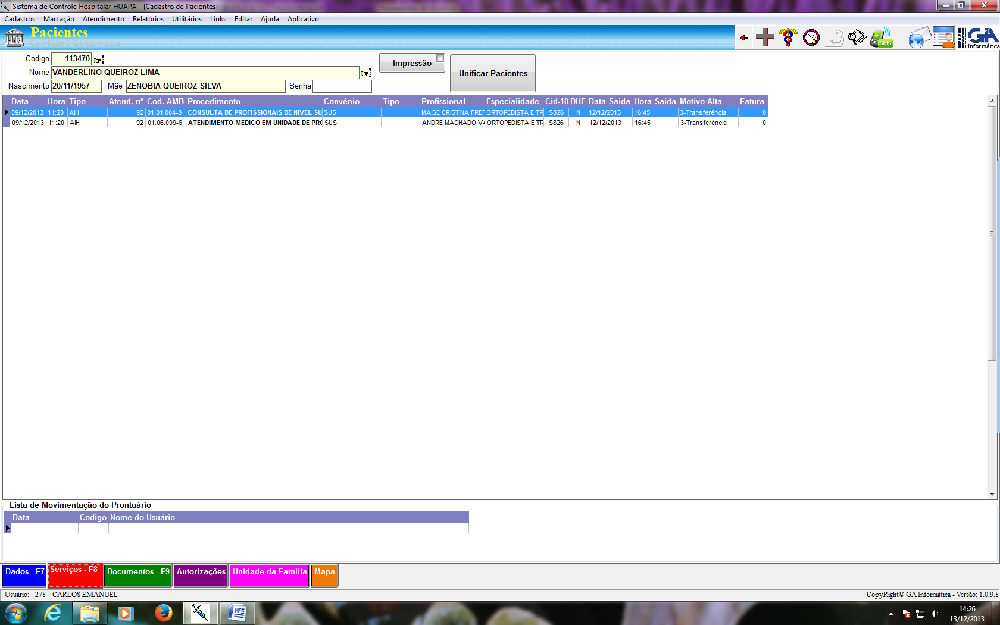 Sistema de Controle Hospitalar HUAPA - [Cadastro de Pacientes]
Cadastros Marcação Atendimento Relatórios Utilitários Links Editar Ajuda Aplicativo
Pacientes
CopyRight© GA Informática
SMS
GA
informática
Codigo 113470
Impressão
Unificar Pacientes
Nome VANDERLINO QUEIROZ LIMA
Nascimento 20/11/1957 Mãe ZENOBIA QUEIROZ SILVA Senha
Data Hora Tipo Atend. nº Cod. AMB Procedimento Convênio Tipo Profissional Especialidade Cid-10 DHE Data Saida Hora Saida Motivo Alta Fatura
09/12/2013 11:20 AIH 92 01.01.004-8 CONSULTA DE PROFISSIONAIS DE NIVEL SU SUS MAISE CRISTINA FREI ORTOPEDISTA E TR S826 N 12/12/2013 16:45 3-Transferência 0
09/12/2013 11:20 AIH 92 01.06.009-6 ATENDIMENTO MEDICO EM UNIDADE DE PRO SUS ANDRE MACHADO VA ORTOPEDISTA E TR S826 N 12/12/2013 16:45 3-Transferência 0
Lista de Movimentação do Prontuário
Data Codigo Nome do Usuário
Dados - F7 Serviços - F8 Documentos - F9 Autorizações Unidade da Familia Mapa
Usuário: 278 CARLOS EMANUEL CopyRight© GA Informática - Versão: 1.0.9.8
14:26
13/12/2013